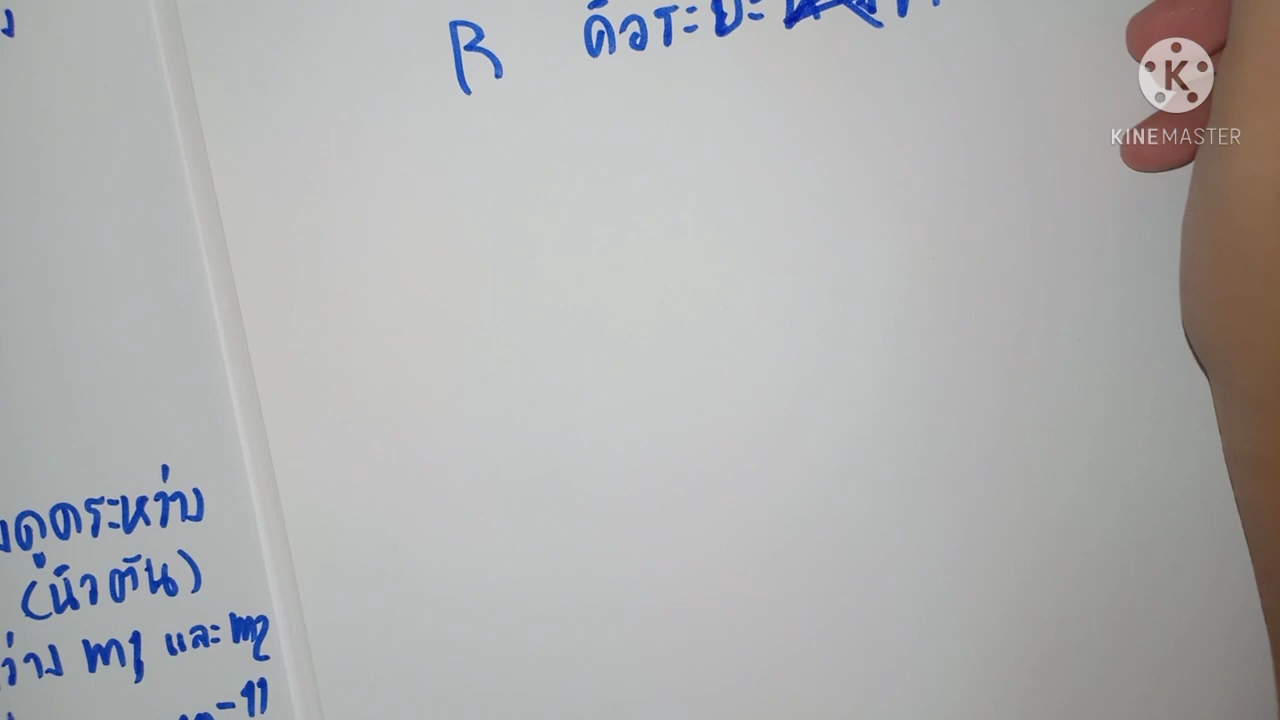 R คือระยะ
K
KINEMASTER
ดูดระหว่าง
(นิวตัน)
ว่าง m1 และ m2
-11